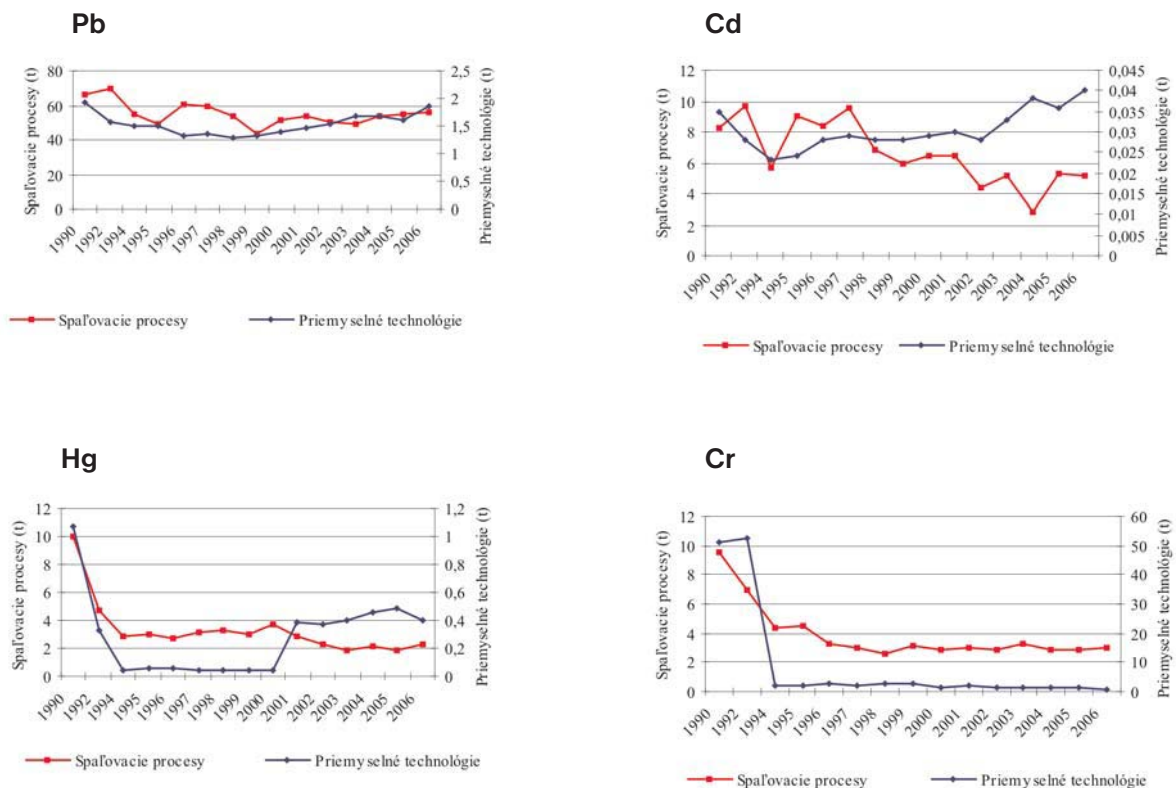 Pb
Spaľovacie procesy (t)
80
60
40
20
0
2,5
2
1,5
1
0,5
0
Priemyselné technológie (t)
1990 1992 1994 1995 1996 1997 1998 1999 2000 2001 2002 2003 2004 2005 2006
Spaľovacie procesy
Priemyselné technológie
Cd
Spaľovacie procesy (t)
12
10
8
6
4
2
0
0,045
0,04
0,035
0,03
0,025
0,02
0,015
0,01
0,005
0
Priemyselné technológie (t)
1990 1992 1994 1995 1996 1997 1998 1999 2000 2001 2002 2003 2004 2005 2006
Spaľovacie procesy
Priemyselné technológie
Hg
Spaľovacie procesy (t)
12
10
8
6
4
2
0
1,2
1
0,8
0,6
0,4
0,2
0
Priemyselné technológie (t)
1990 1992 1994 1995 1996 1997 1998 1999 2000 2001 2002 2003 2004 2005 2006
Spaľovacie procesy
Priemyselné technológie
Cr
Spaľovacie procesy (t)
12
10
8
6
4
2
0
60
50
40
30
20
10
0
Priemyselné technológie (t)
1990 1992 1994 1995 1996 1997 1998 1999 2000 2001 2002 2003 2004 2005 2006
Spaľovacie procesy
Priemyselné technológie